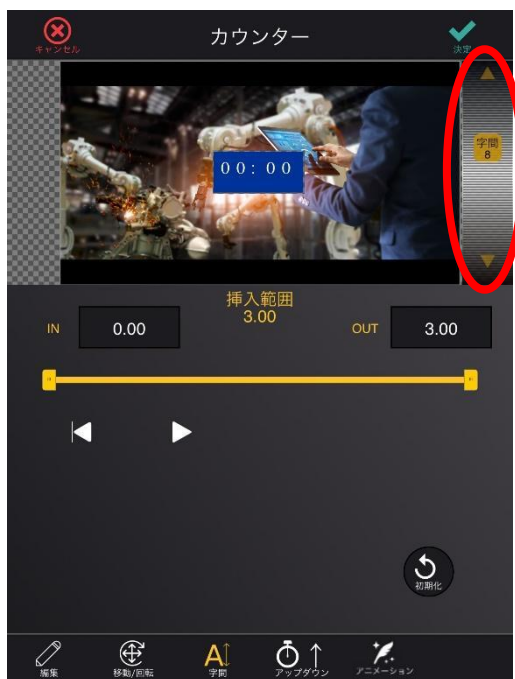 カウンター
キャンセル
決定
字間
8
00:00
挿入範囲
3.00
IN
0.00
OUT
3.00
初期化
編集
移動/回転
A
字間
アップダウン
アニメーション